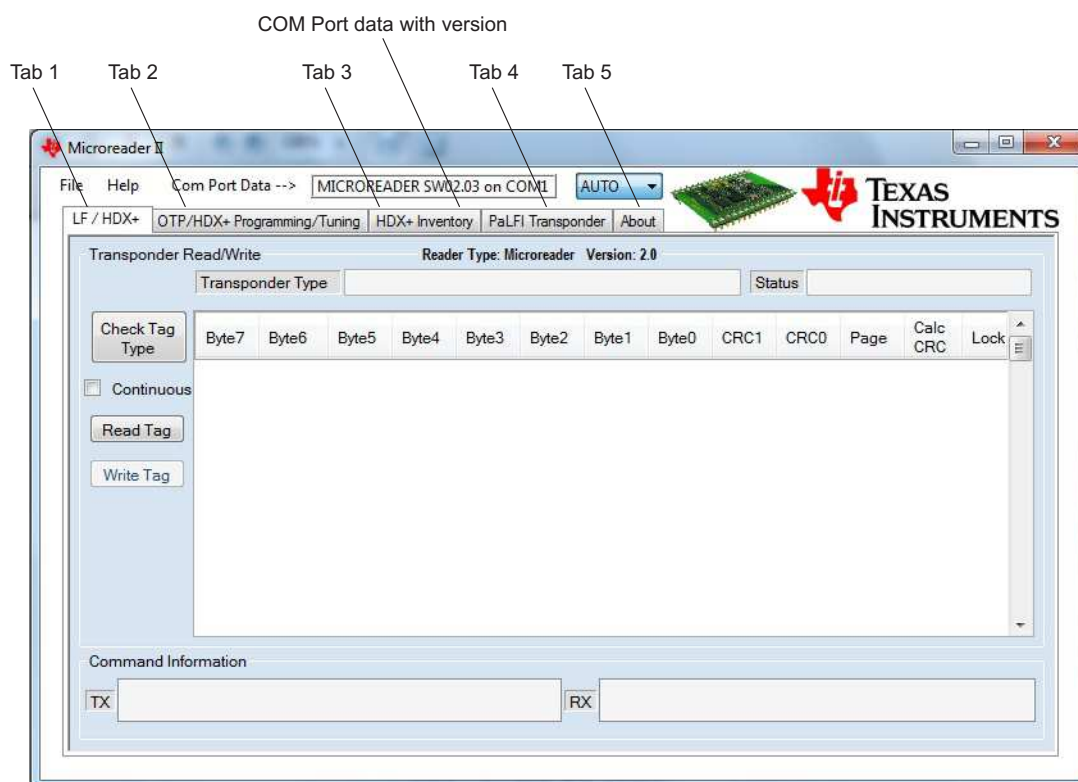 COM Port data with version
Tab 1 Tab 2 Tab 3 Tab 4 Tab 5
Microreader II
File Help Com Port Data --> MICROREADER SW02.03 on COM1 AUTO
TEXAS
INSTRUMENTS
LF / HDX+ OTP/HDX+ Programming/Tuning HDX+ Inventory PaLFI Transponder About
Transponder Read/Write Reader Type: Microreader Version: 2.0
Transponder Type Status
Check Tag
Type
Byte7 Byte6 Byte5 Byte4 Byte3 Byte2 Byte1 Byte0 CRC1 CRC0 Page Calc
CRC Lock
Continuous
Read Tag
Write Tag
Command Information
TX RX